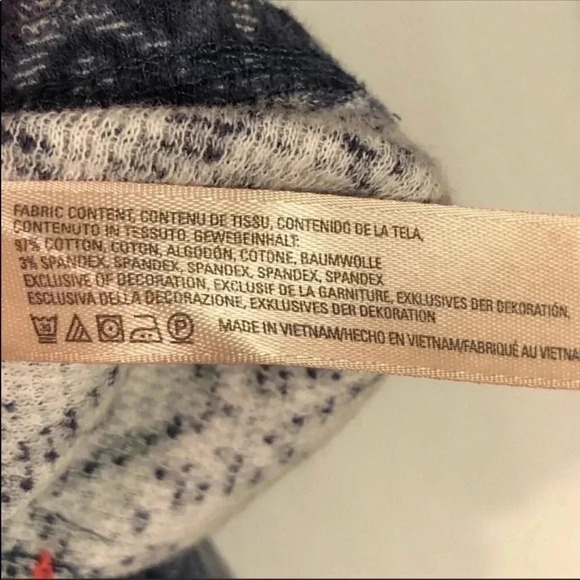 FABRIC CONTENT, CONTENU DE TISSU, CONTENIDO DE LA TELA,
CONTENUTO IN TESSUTO, GEWEBEINHALT:
97% COTTON, COTON, ALGODÓN, COTONE, BAUMWOLLE
3% SPANDEX, SPANDEX, SPANDEX, SPANDEX, SPANDEX
EXCLUSIVE OF DECORATION, EXCLUSIF DE LA GARNITURE, EXKLUSIVES DER DEKORATION,
ESCLUSIVA DELLA DECORAZIONE, EXKLUSIVES DER DEKORATION
30 P MADE IN VIETNAM/HECHO EN VIETNAM/FABRIQUÉ AU VIETNA